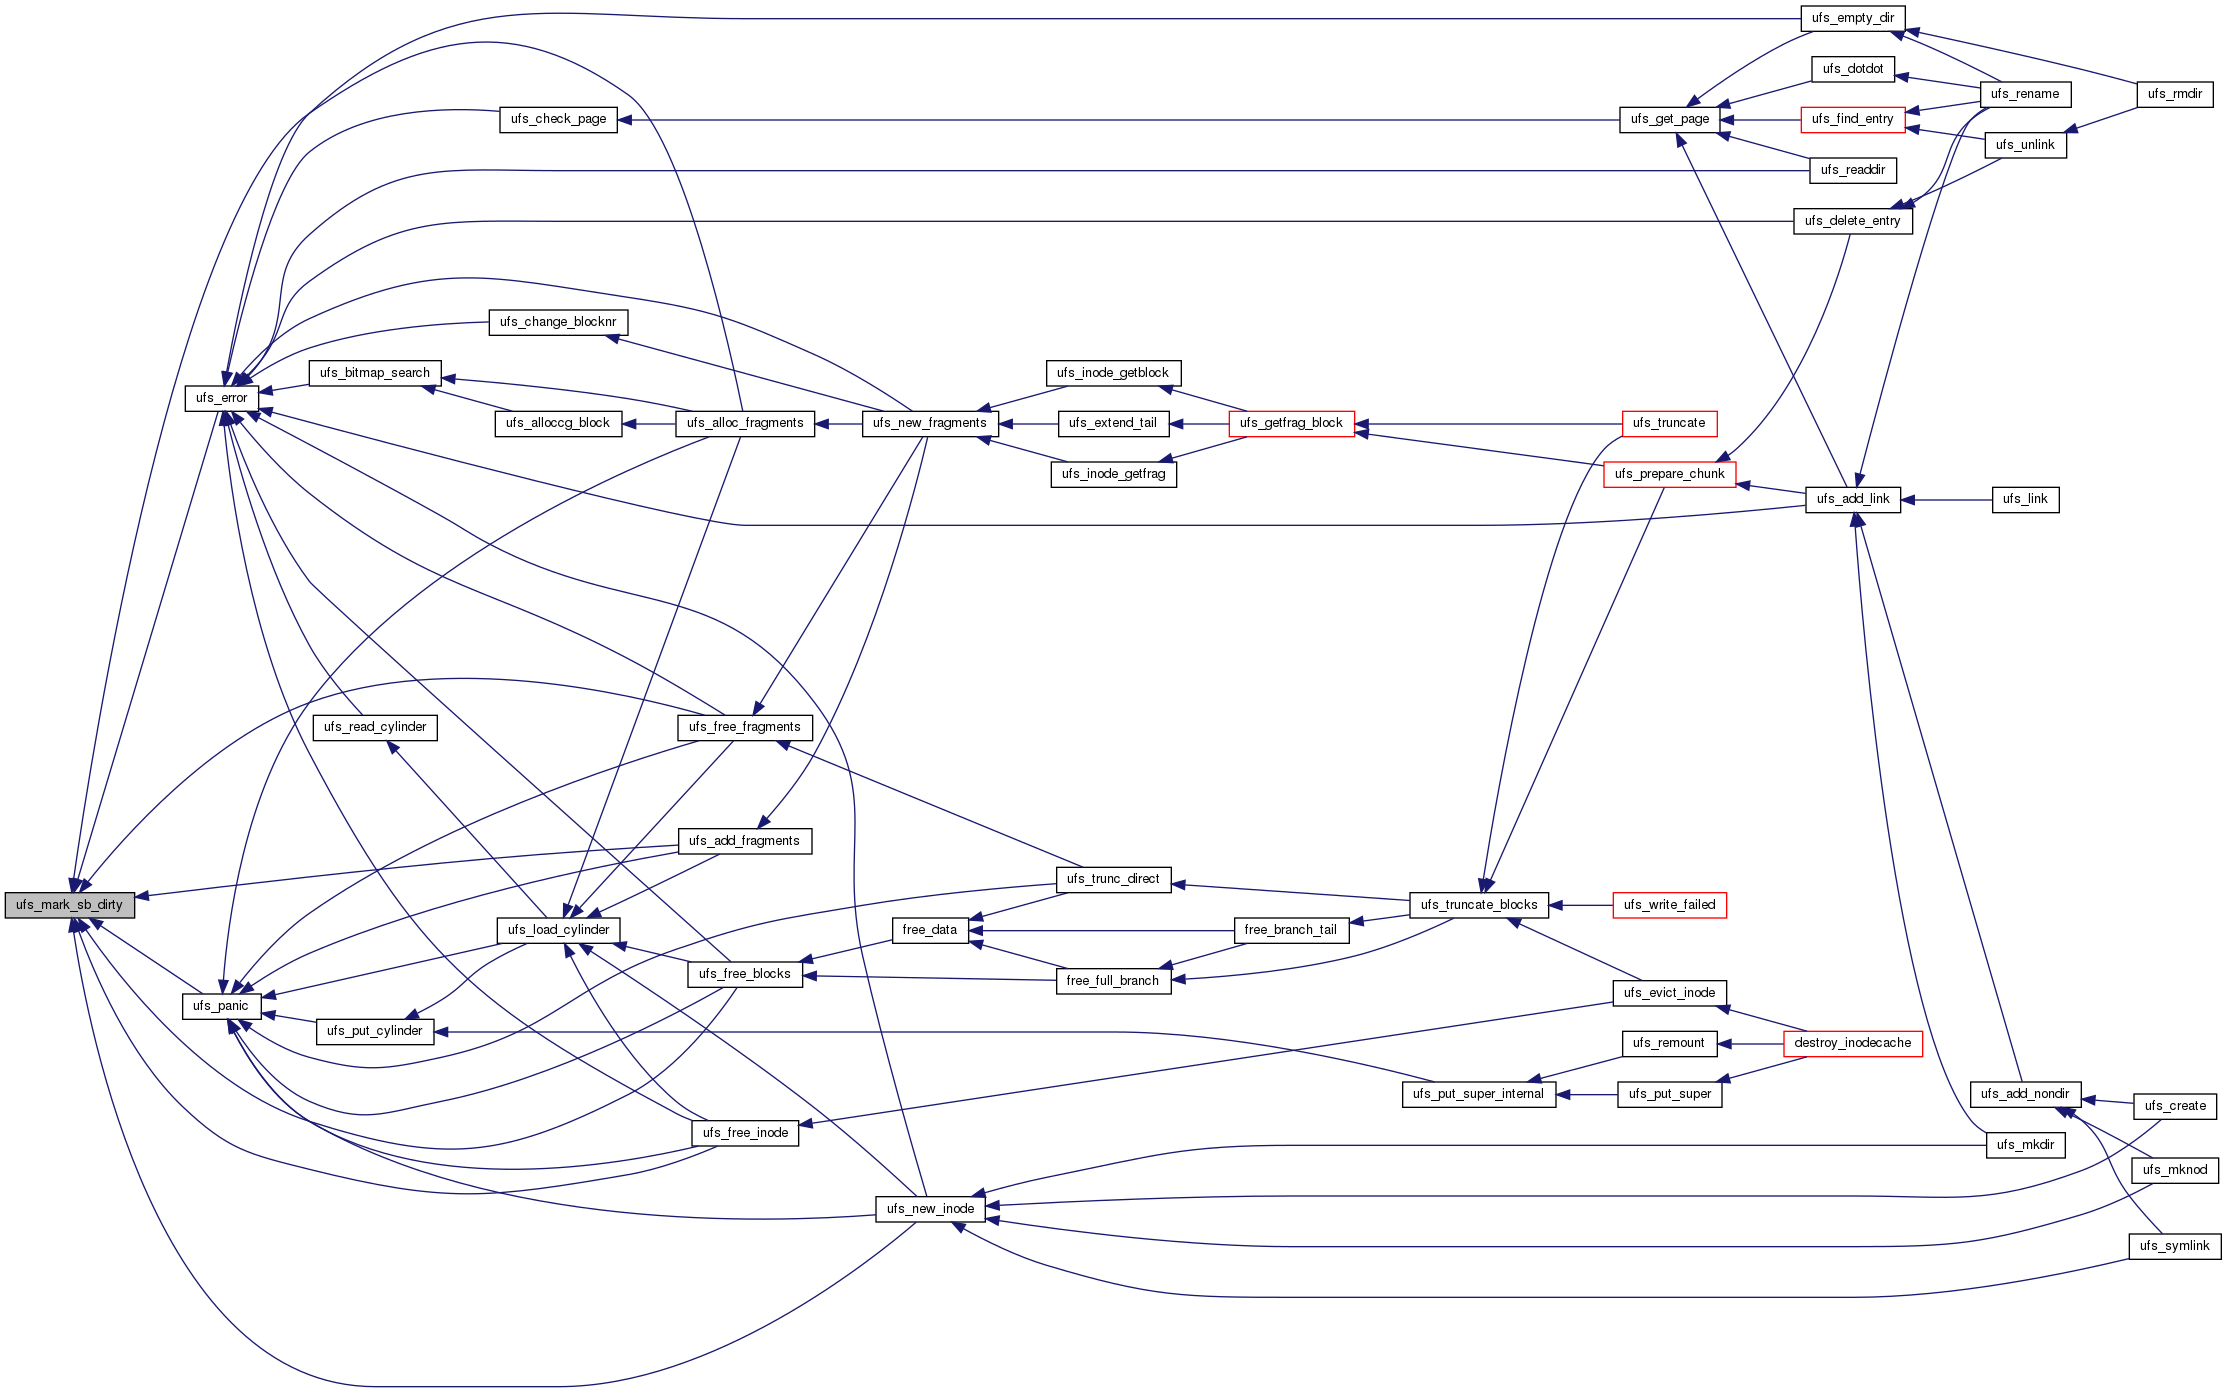 ufs_empty_dir
ufs_dotdot
ufs_rename
ufs_rmdir
ufs_check_page
ufs_get_page
ufs_find_entry
ufs_unlink
ufs_readdir
ufs_delete_entry
ufs_change_blocknr
ufs_bitmap_search
ufs_inode_getblock
ufs_error
ufs_alloccg_block
ufs_alloc_fragments
ufs_new_fragments
ufs_extend_tail
ufs_getfrag_block
ufs_truncate
ufs_inode_getfrag
ufs_prepare_chunk
ufs_add_link
ufs_link
ufs_read_cylinder
ufs_free_fragments
ufs_add_fragments
ufs_trunc_direct
ufs_mark_sb_dirty
ufs_truncate_blocks
ufs_write_failed
ufs_load_cylinder
free_data
free_branch_tail
ufs_free_blocks
free_full_branch
ufs_evict_inode
ufs_panic
ufs_put_cylinder
ufs_remount
destroy_inodecache
ufs_put_super_internal
ufs_put_super
ufs_add_nondir
ufs_create
ufs_free_inode
ufs_mkdir
ufs_mknod
ufs_new_inode
ufs_symlink